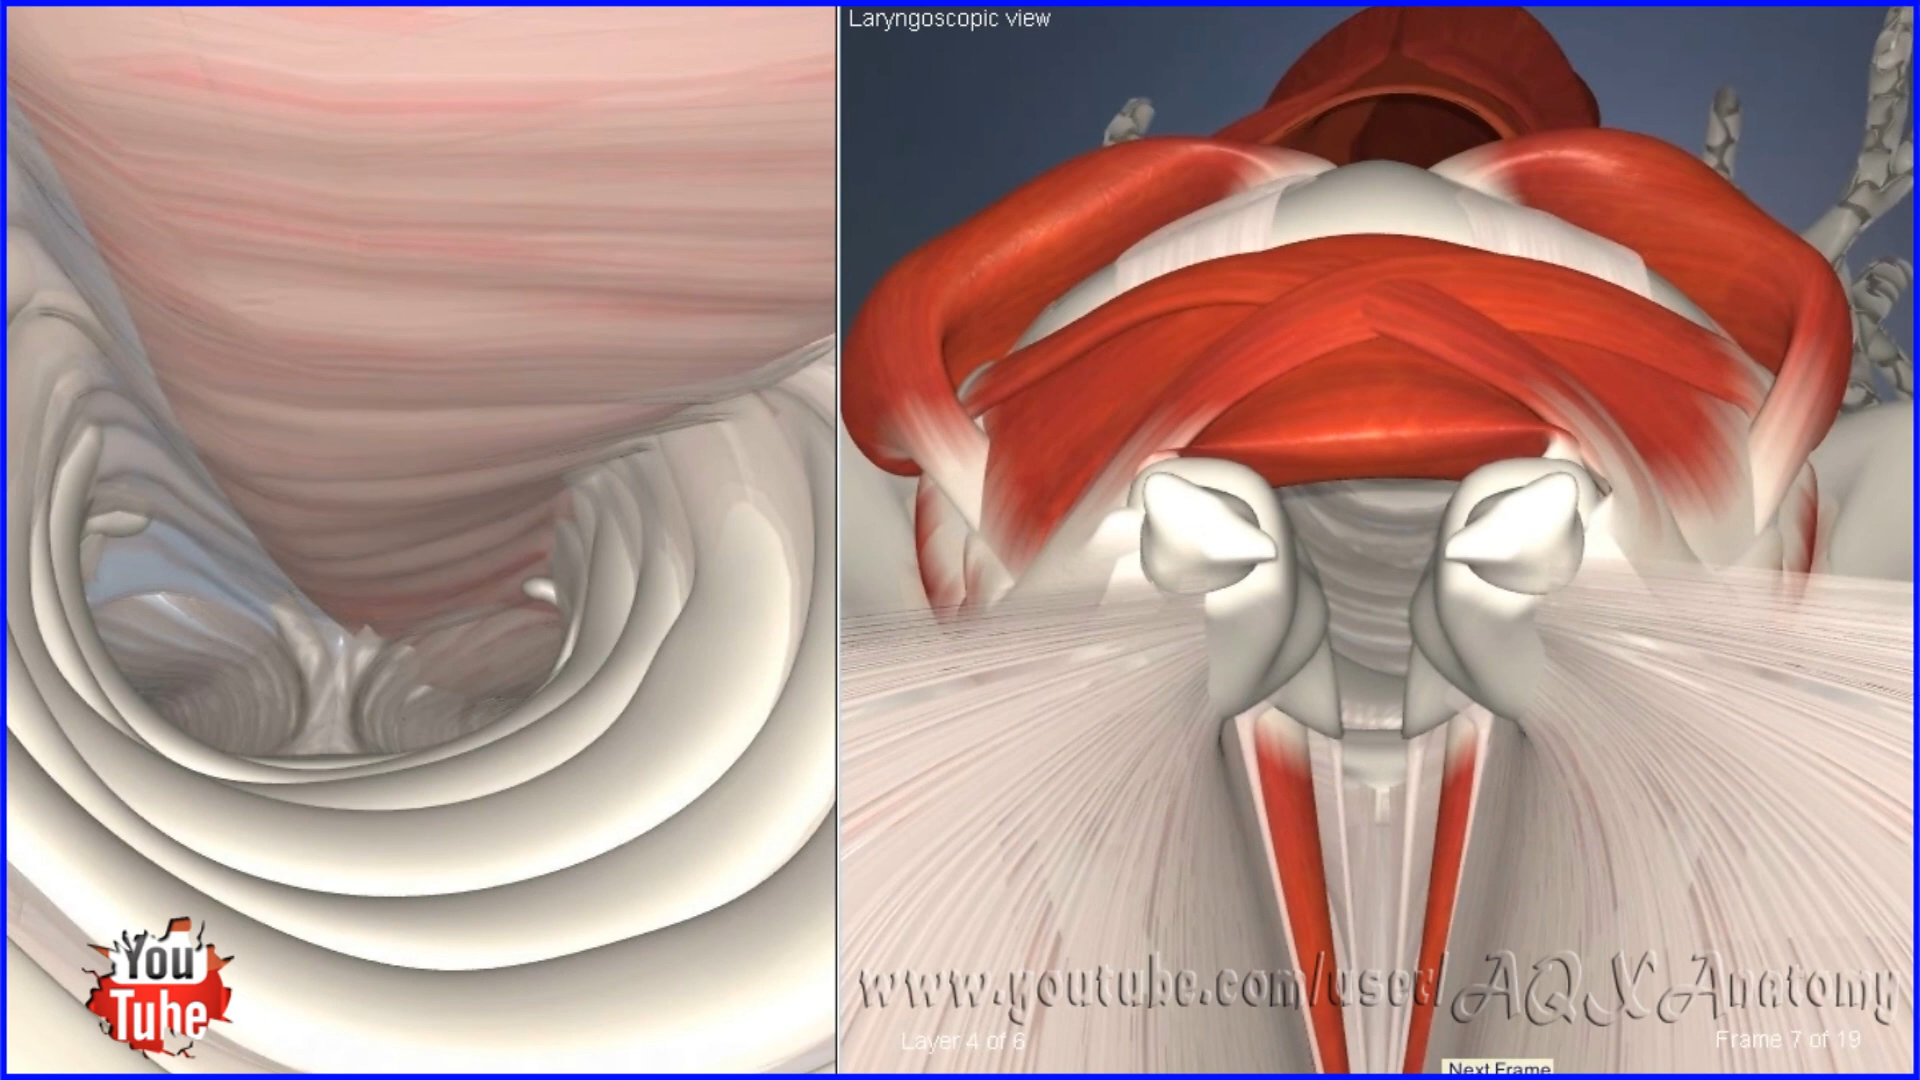 Laryngoscopic view
You
Tube
www.youtube.com/user/AQXAnatomy
Layer 4 of 6
Frame 7 of 19
Next Frame